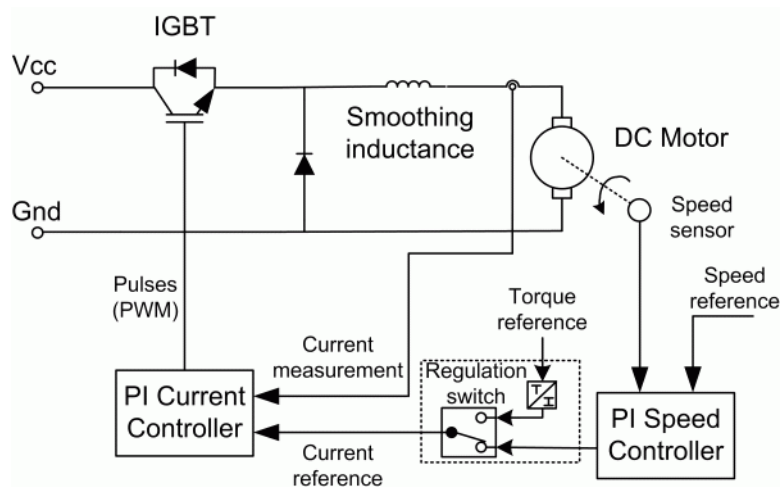 IGBT
Vcc
Smoothing
inductance
DC Motor
Gnd
Speed
sensor
Pulses
(PWM)
Speed
reference
Torque
reference
Current
measurement
Regulation
switch
T
I
PI Current
Controller
PI Speed
Controller
Current
reference